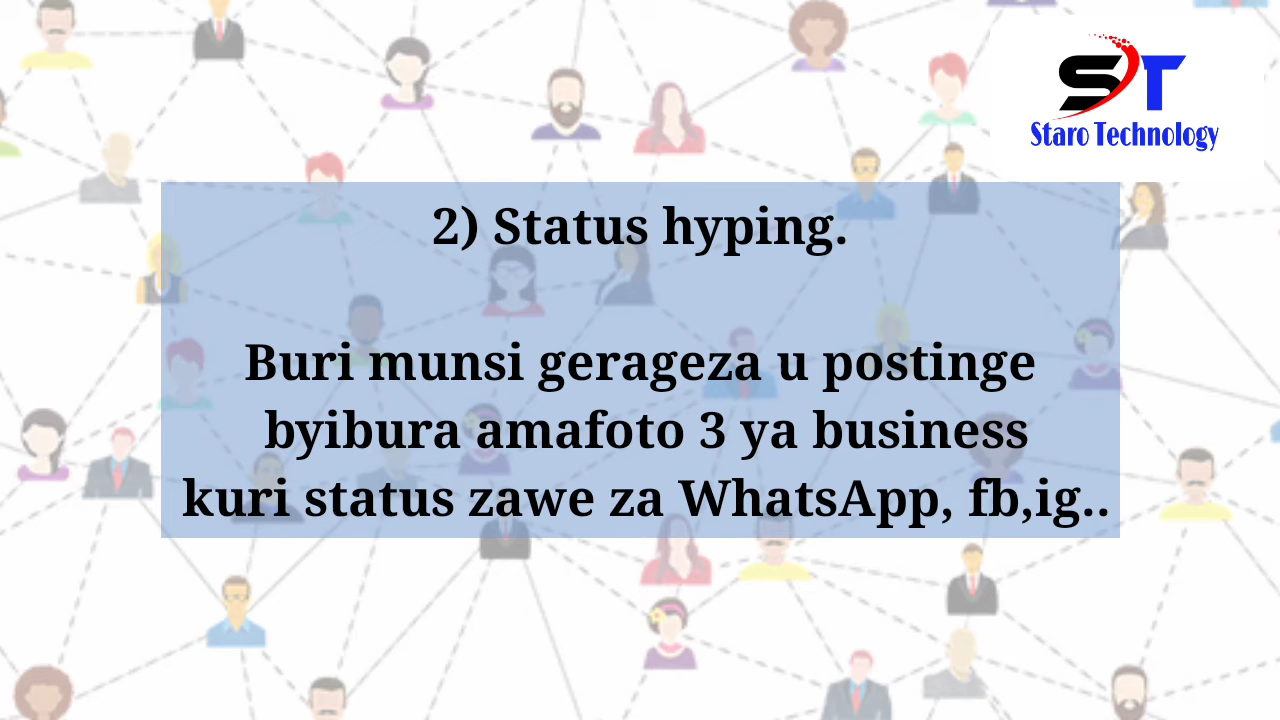 ST
Staro Technology
2) Status hyping.
Buri munsi gerageza u postinge
byibura amafoto 3 ya business
kuri status zawe za WhatsApp, fb,ig..